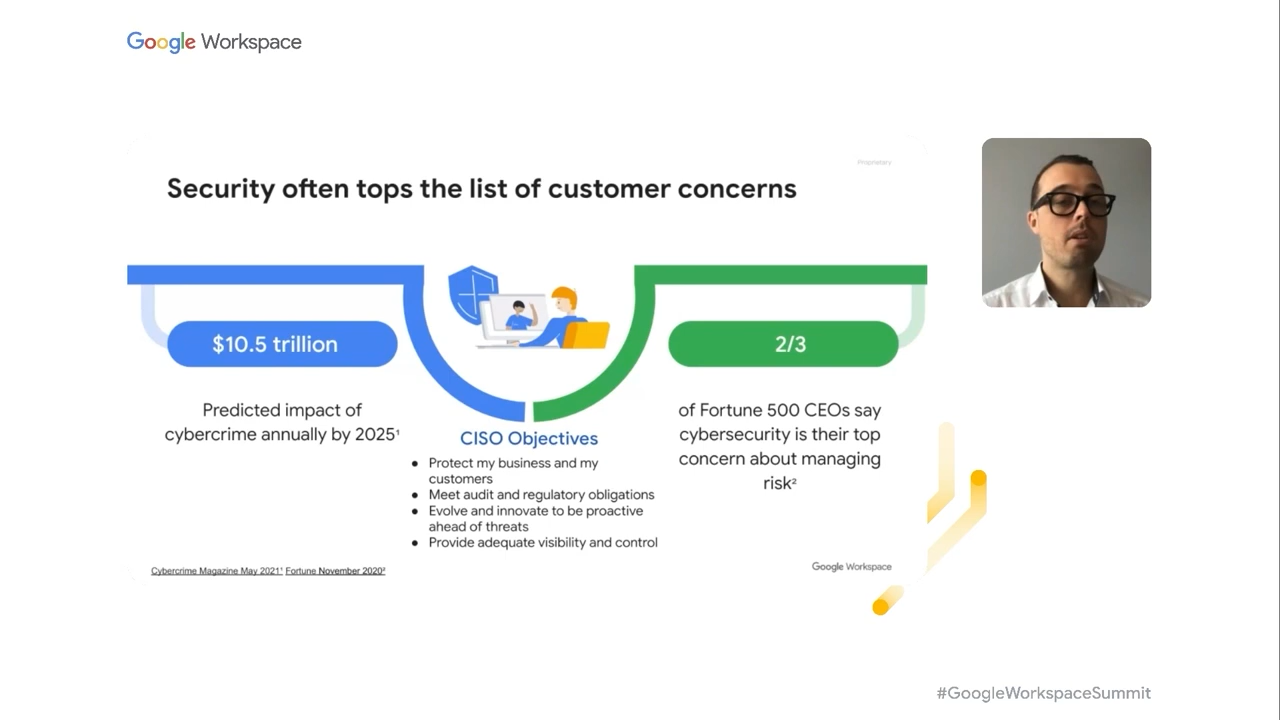 Google Workspace
Proprietary
Security often tops the list of customer concerns
$10.5 trillion
Predicted impact of
cybercrime annually by 2025¹
CISO Objectives
● Protect my business and my
customers
● Meet audit and regulatory obligations
● Evolve and innovate to be proactive
ahead of threats
● Provide adequate visibility and control
2/3
of Fortune 500 CEOs say
cybersecurity is their top
concern about managing
risk²
Cybercrime Magazine May 2021¹ Fortune November 2020²
Google Workspace
#GoogleWorkspaceSummit